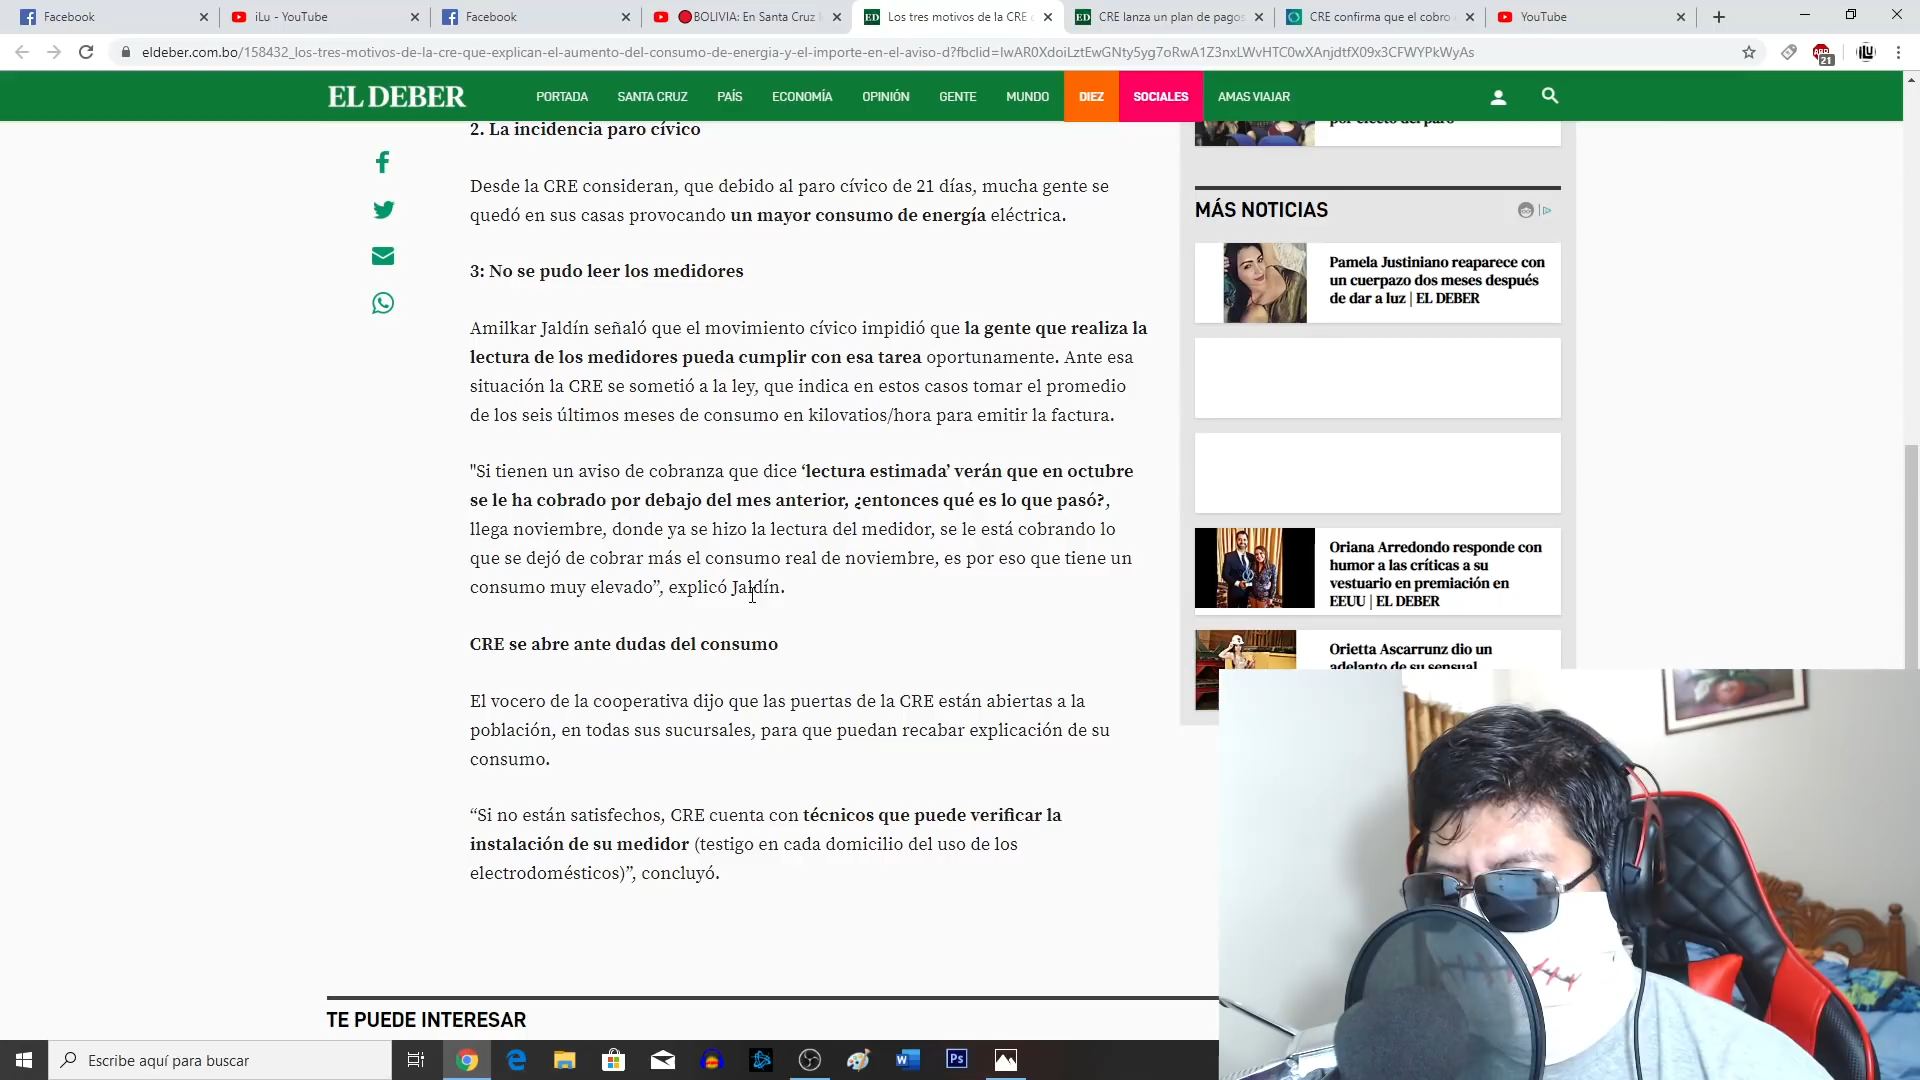 Facebook
iLu - YouTube
Facebook
BOLIVIA: En Santa Cruz
Los tres motivos de la CRE
CRE lanza un plan de pagos
CRE confirma que el cobro
YouTube
eldeber.com.bo/158432_los-tres-motivos-de-la-cre-que-explican-el-aumento-del-consumo-de-energia-y-el-importe-en-el-aviso-d?fbclid=IwAR0XdoiLztEwGNty5yg7oRwA1Z3nxLWvHTC0wXAnjdtfX09x3CFWYPkWyAs
21
EL DEBER
PORTADA
SANTA CRUZ
PAÍS
ECONOMÍA
OPINIÓN
GENTE
MUNDO
DIEZ
SOCIALES
AMAS VIAJAR
2. La incidencia paro cívico
Desde la CRE consideran, que debido al paro cívico de 21 días, mucha gente se
quedó en sus casas provocando un mayor consumo de energía eléctrica.
3: No se pudo leer los medidores
Amilkar Jaldín señaló que el movimiento cívico impidió que la gente que realiza la
lectura de los medidores pueda cumplir con esa tarea oportunamente. Ante esa
situación la CRE se sometió a la ley, que indica en estos casos tomar el promedio
de los seis últimos meses de consumo en kilovatios/hora para emitir la factura.
"Si tienen un aviso de cobranza que dice ‘lectura estimada’ verán que en octubre
se le ha cobrado por debajo del mes anterior, ¿entonces qué es lo que pasó?,
llega noviembre, donde ya se hizo la lectura del medidor, se le está cobrando lo
que se dejó de cobrar más el consumo real de noviembre, es por eso que tiene un
consumo muy elevado”, explicó Jaldín.
CRE se abre ante dudas del consumo
El vocero de la cooperativa dijo que las puertas de la CRE están abiertas a la
población, en todas sus sucursales, para que puedan recabar explicación de su
consumo.
“Si no están satisfechos, CRE cuenta con técnicos que puede verificar la
instalación de su medidor (testigo en cada domicilio del uso de los
electrodomésticos)”, concluyó.
TE PUEDE INTERESAR
por efecto del paro
MÁS NOTICIAS
Pamela Justiniano reaparece con
un cuerpazo dos meses después
de dar a luz | EL DEBER
Oriana Arredondo responde con
humor a las críticas a su
vestuario en premiación en
EEUU | EL DEBER
Orietta Ascarrunz dio un
adelanto de su sensual
Escribe aquí para buscar